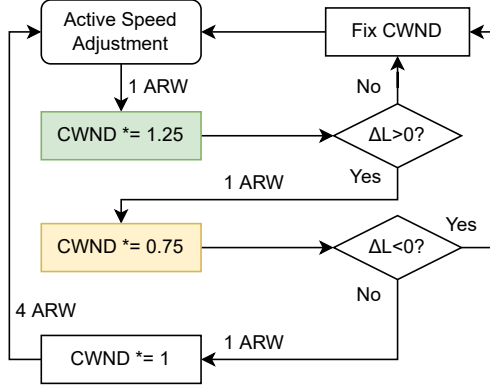 Active Speed
Adjustment
Fix CWND
1 ARW
No
CWND *= 1.25
ΔL>0?
Yes
1 ARW
CWND *= 0.75
ΔL<0?
Yes
No
4 ARW
1 ARW
CWND *= 1